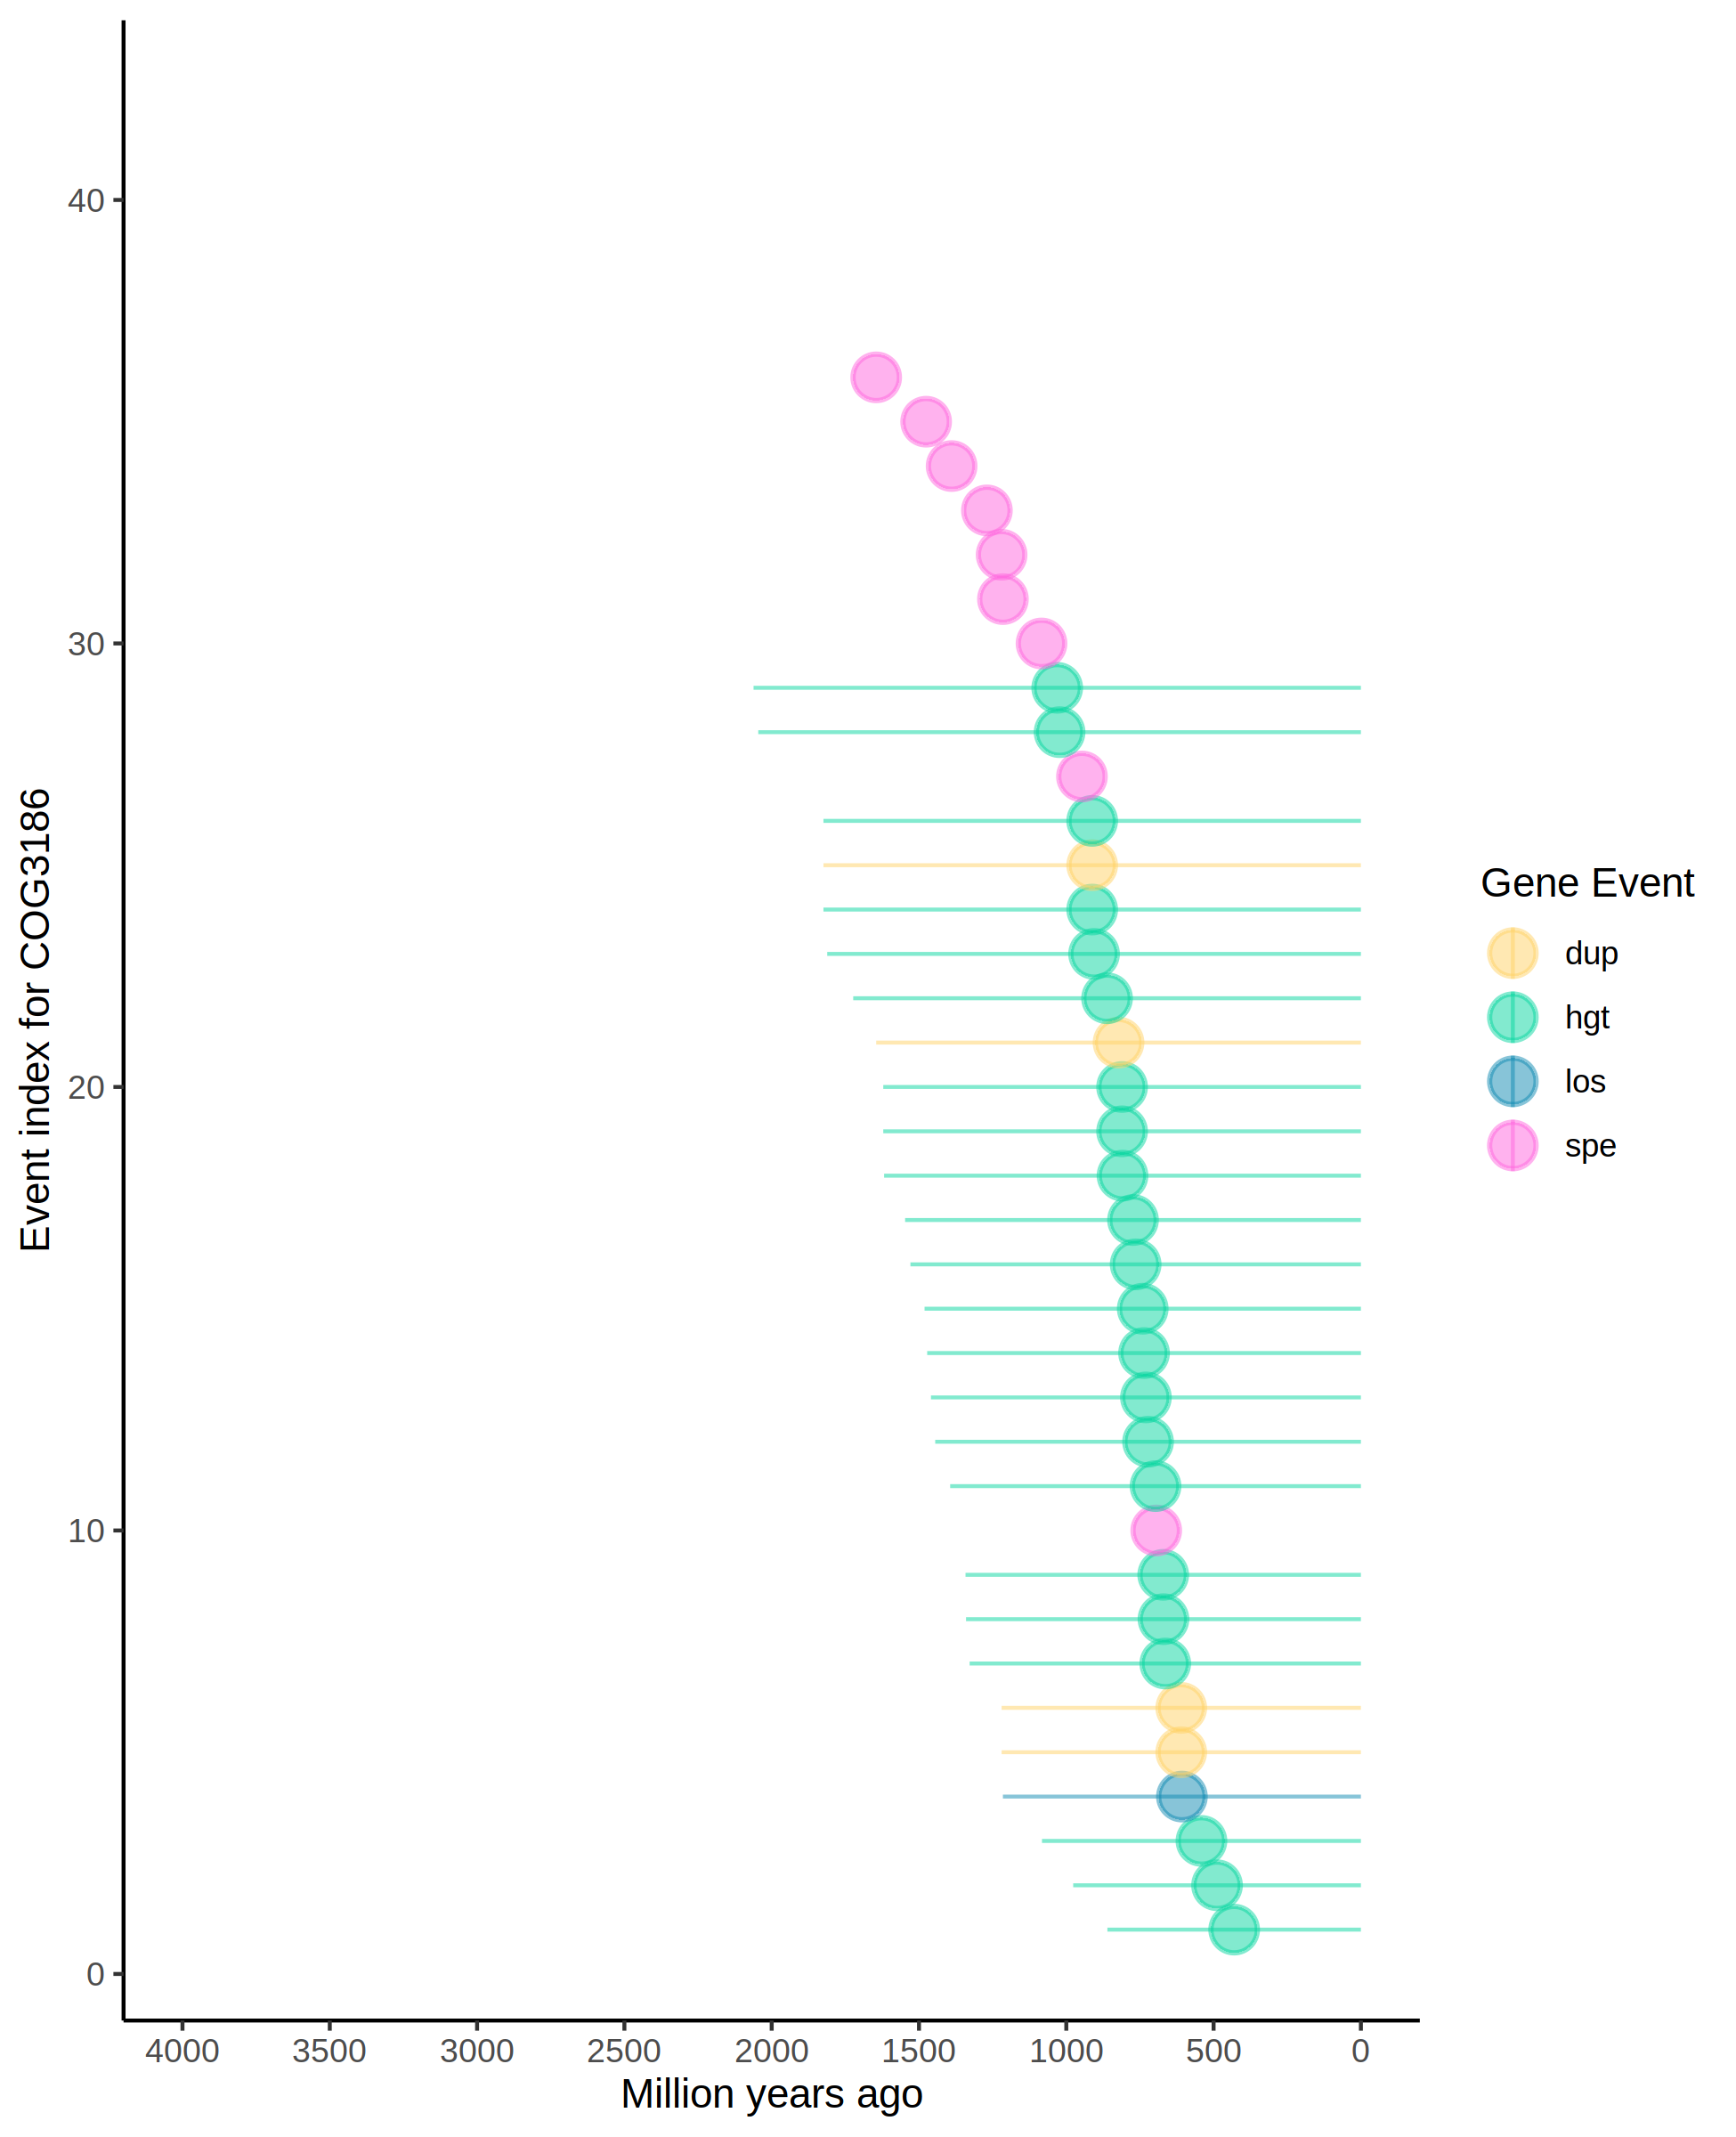 Event index for COG3186
40
30
20
10
0
4000 3500 3000 2500 2000 1500 1000 500 0
Million years ago
Gene Event
dup
hgt
los
spe